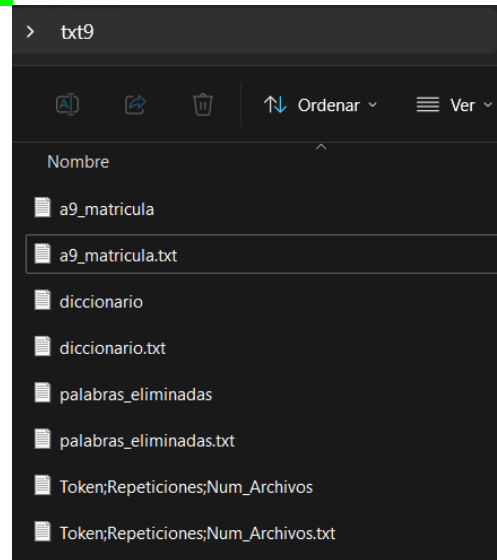 txt9
Ordenar Ver
Nombre
a9_matricula
a9_matricula.txt
diccionario
diccionario.txt
palabras_eliminadas
palabras_eliminadas.txt
Token;Repeticiones;Num_Archivos
Token;Repeticiones;Num_Archivos.txt